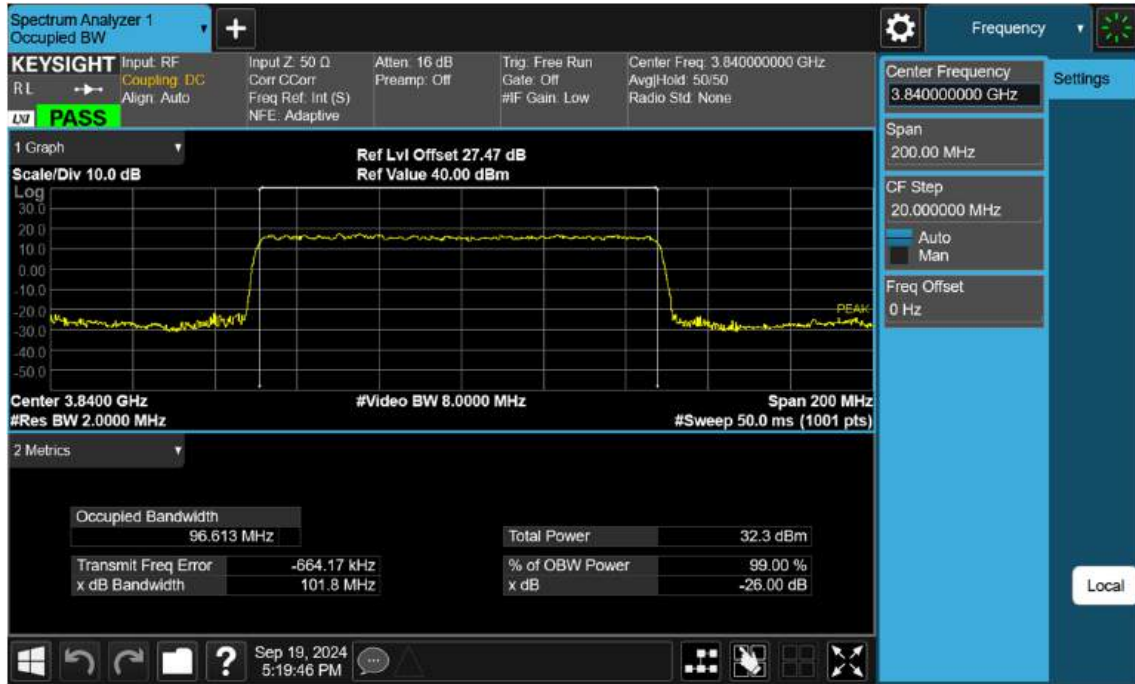 Spectrum Analyzer 1
Occupied BW
Frequency
KEYSIGHT
RL
LXI PASS
Input: RF
Coupling: DC
Align: Auto
Input Z: 50 Ω
Corr CCorr
Freq Ref: Int (S)
NFE: Adaptive
Atten: 16 dB
Preamp: Off
Trig: Free Run
Gate: Off
#IF Gain: Low
Center Freq: 3.840000000 GHz
Avg|Hold: 50/50
Radio Std: None
Center Frequency
3.840000000 GHz
Settings
Span
200.00 MHz
CF Step
20.000000 MHz
Auto
Man
Freq Offset
0 Hz
Local
1 Graph
Scale/Div 10.0 dB
Ref Lvl Offset 27.47 dB
Ref Value 40.00 dBm
Log
30.0
20.0
10.0
0.00
-10.0
-20.0
-30.0
-40.0
-50.0
PEAK
Center 3.8400 GHz
#Video BW 8.0000 MHz
Span 200 MHz
#Res BW 2.0000 MHz
#Sweep 50.0 ms (1001 pts)
2 Metrics
Occupied Bandwidth
96.613 MHz
Total Power 32.3 dBm
Transmit Freq Error -664.17 kHz
% of OBW Power 99.00 %
x dB Bandwidth 101.8 MHz
x dB -26.00 dB
?
Sep 19, 2024
5:19:46 PM